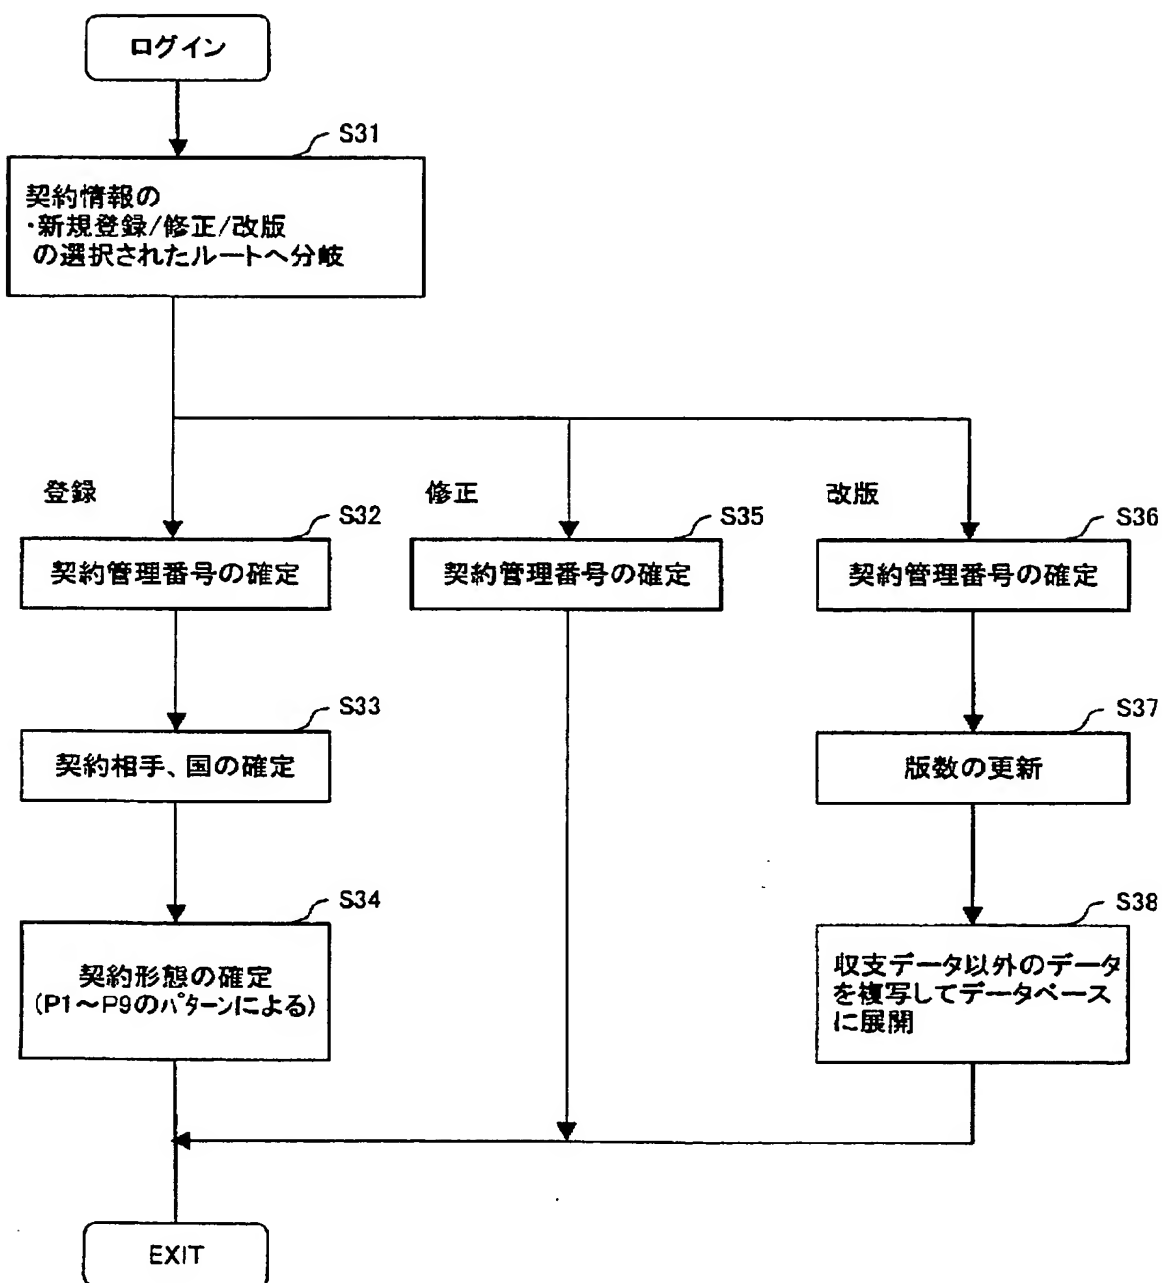 ログイン
S31
契約情報の
・新規登録/修正/改版
の選択されたルートへ分岐
登録
S32
契約管理番号の確定
S33
契約相手、国の確定
S34
契約形態の確定
(P1〜P9のパターンによる)
修正
S35
契約管理番号の確定
改版
S36
契約管理番号の確定
S37
版数の更新
S38
収支データ以外のデータ
を複写してデータベース
に展開
EXIT